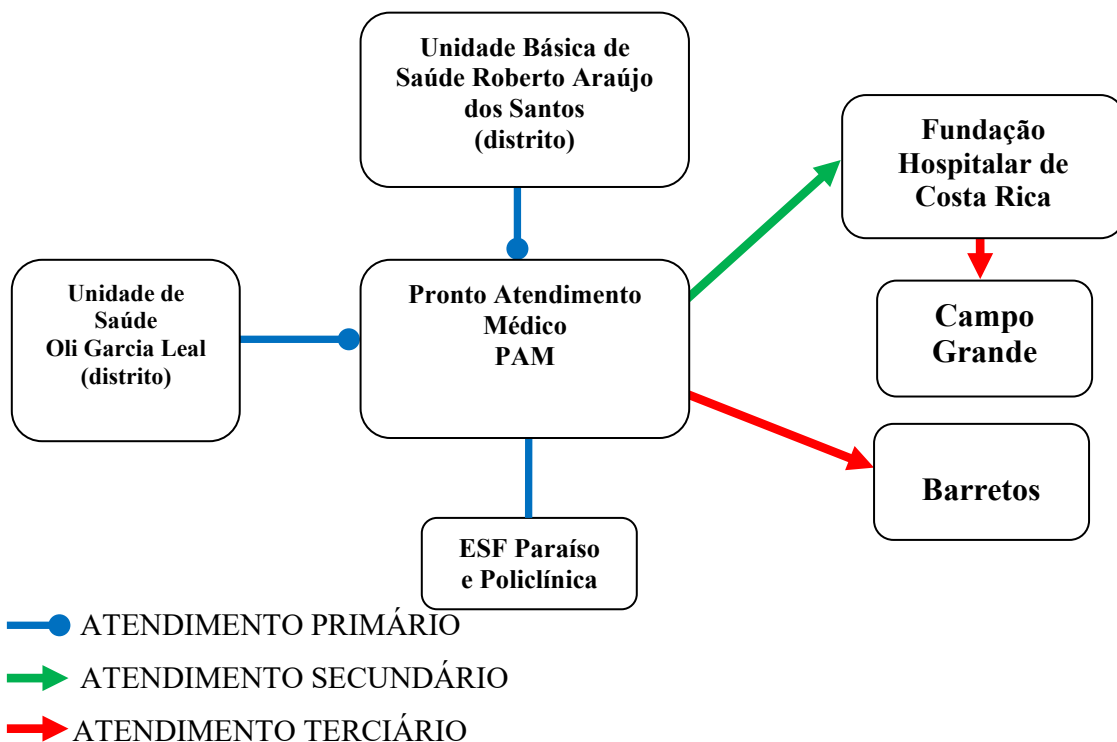 Unidade Básica de
Saúde Roberto Araújo
dos Santos
(distrito)
Fundação
Hospitalar de
Costa Rica
Unidade de
Saúde
Oli Garcia Leal
(distrito)
Pronto Atendimento
Médico
PAM
Campo
Grande
Barretos
ESF Paraíso
e Policlínica
ATENDIMENTO PRIMÁRIO
ATENDIMENTO SECUNDÁRIO
ATENDIMENTO TERCIÁRIO